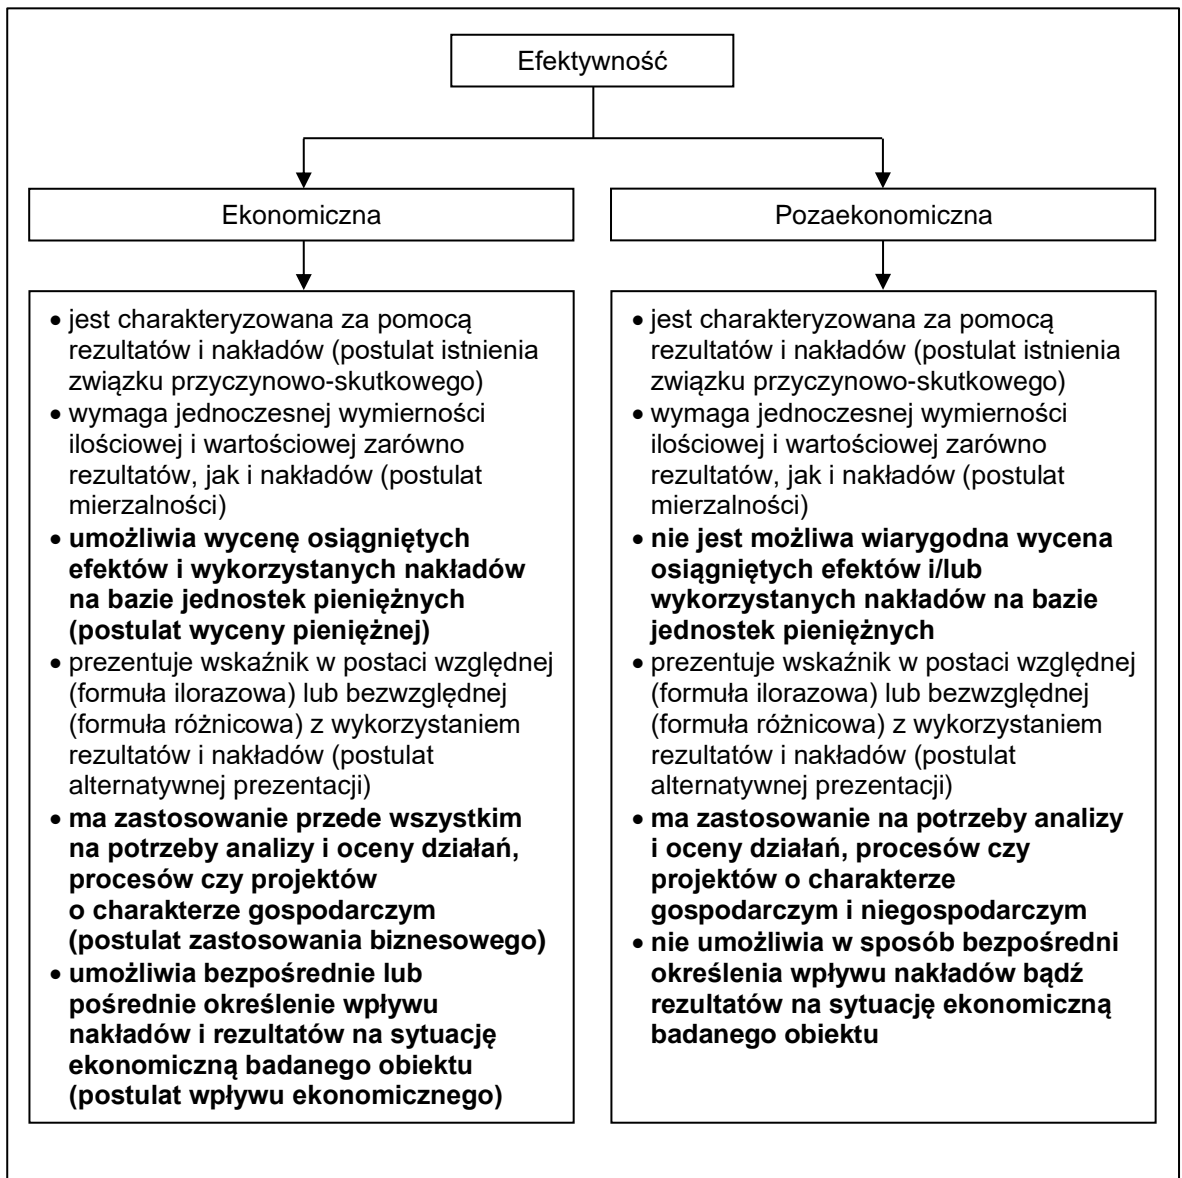 Efektywność
Ekonomiczna
• jest charakteryzowana za pomocą
rezultatów i nakładów (postulat istnienia
związku przyczynowo-skutkowego)
• wymaga jednoczesnej wymierności
ilościowej i wartościowej zarówno
rezultatów, jak i nakładów (postulat
mierzalności)
• umożliwia wycenę osiągniętych
efektów i wykorzystanych nakładów
na bazie jednostek pieniężnych
(postulat wyceny pieniężnej)
• prezentuje wskaźnik w postaci względnej
(formuła ilorazowa) lub bezwzględnej
(formuła różnicowa) z wykorzystaniem
rezultatów i nakładów (postulat
alternatywnej prezentacji)
• ma zastosowanie przede wszystkim
na potrzeby analizy i oceny działań,
procesów czy projektów
o charakterze gospodarczym
(postulat zastosowania biznesowego)
• umożliwia bezpośrednie lub
pośrednie określenie wpływu
nakładów i rezultatów na sytuację
ekonomiczną badanego obiektu
(postulat wpływu ekonomicznego)
Pozaekonomiczna
• jest charakteryzowana za pomocą
rezultatów i nakładów (postulat istnienia
związku przyczynowo-skutkowego)
• wymaga jednoczesnej wymierności
ilościowej i wartościowej zarówno
rezultatów, jak i nakładów (postulat
mierzalności)
• nie jest możliwa wiarygodna wycena
osiągniętych efektów i/lub
wykorzystanych nakładów na bazie
jednostek pieniężnych
• prezentuje wskaźnik w postaci względnej
(formuła ilorazowa) lub bezwzględnej
(formuła różnicowa) z wykorzystaniem
rezultatów i nakładów (postulat
alternatywnej prezentacji)
• ma zastosowanie na potrzeby analizy
i oceny działań, procesów czy
projektów o charakterze
gospodarczym i niegospodarczym
• nie umożliwia w sposób bezpośredni
określenia wpływu nakładów bądź
rezultatów na sytuację ekonomiczną
badanego obiektu